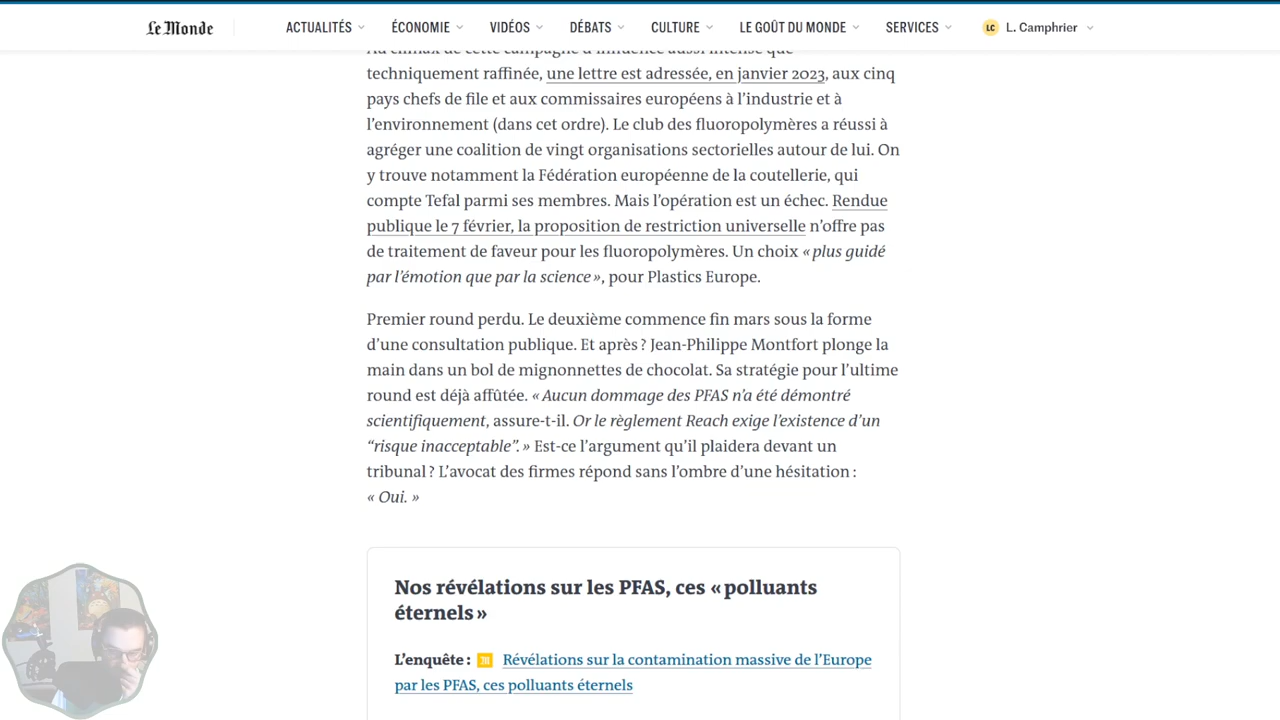 Le Monde
ACTUALITÉS
ÉCONOMIE
VIDÉOS
DÉBATS
CULTURE
LE GOÛT DU MONDE
SERVICES
LC
L. Camphrier
Au climax de cette campagne d'influence aussi intense que
techniquement raffinée, une lettre est adressée, en janvier 2023, aux cinq
pays chefs de file et aux commissaires européens à l'industrie et à
l'environnement (dans cet ordre). Le club des fluoropolymères a réussi à
agréger une coalition de vingt organisations sectorielles autour de lui. On
y trouve notamment la Fédération européenne de la coutellerie, qui
compte Tefal parmi ses membres. Mais l'opération est un échec. Rendue
publique le 7 février, la proposition de restriction universelle n'offre pas
de traitement de faveur pour les fluoropolymères. Un choix « plus guidé
par l'émotion que par la science », pour Plastics Europe.
Premier round perdu. Le deuxième commence fin mars sous la forme
d'une consultation publique. Et après ? Jean-Philippe Montfort plonge la
main dans un bol de mignonnettes de chocolat. Sa stratégie pour l'ultime
round est déjà affûtée. « Aucun dommage des PFAS n'a été démontré
scientifiquement, assure-t-il. Or le règlement Reach exige l'existence d'un
“risque inacceptable”. » Est-ce l'argument qu'il plaidera devant un
tribunal ? L'avocat des firmes répond sans l'ombre d'une hésitation :
« Oui. »
Nos révélations sur les PFAS, ces « polluants
éternels »
L'enquête : Révélations sur la contamination massive de l'Europe
par les PFAS, ces polluants éternels